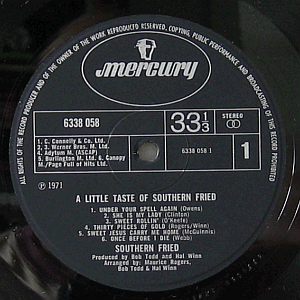 ALL RIGHTS OF THE RECORD PRODUCER AND OF THE OWNER OF THE WORK REPRODUCED RESERVED. COPYING, PUBLIC PERFORMANCE AND BROADCASTING OF THIS RECORD PROHIBITED
mercury
6338 058
33 1/3
STEREO
1. C. Connelly & Co. Ltd.
2, 3. Warner Bros. M. Ltd.
4. Adytum M. (ASCAP)
5. Burlington M. Ltd. 6. Canopy
M./Page Full of Hits Ltd.
6338 058 1
1
℗ 1971
A LITTLE TASTE OF SOUTHERN FRIED
1. UNDER YOUR SPELL AGAIN (Owens)
2. SHE IS MY LADY (Clinton)
3. SWEET ROLLIN' (O'Keefe)
4. THIRTY PIECES OF GOLD (Rogers/Winn)
5. SWEET JESUS CARRY ME HOME (McGuinnis)
6. ONCE BEFORE I DIE (Webb)
SOUTHERN FRIED
Produced by Bob Todd and Hal Winn
Arranged by: Maurice Rogers,
Bob Todd and Hal Winn